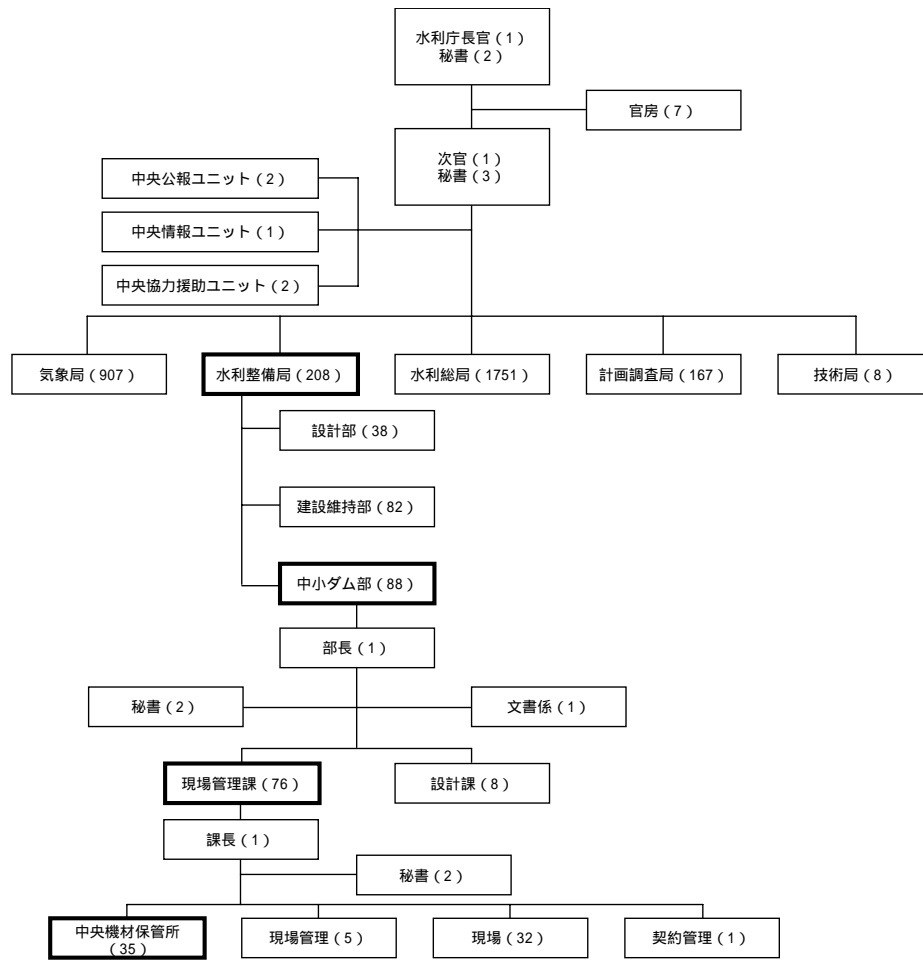 水利庁長官(1)
秘書(2)
官房(7)
次官(1)
秘書(3)
中央公報ユニット(2)
中央情報ユニット(1)
中央協力援助ユニット(2)
気象局(907)
水利整備局(208)
水利総局(1751)
計画調査局(167)
技術局(8)
設計部(38)
建設維持部(82)
中小ダム部(88)
部長(1)
秘書(2)
文書係(1)
現場管理課(76)
設計課(8)
課長(1)
秘書(2)
中央機材保管所
(35)
現場管理(5)
現場(32)
契約管理(1)